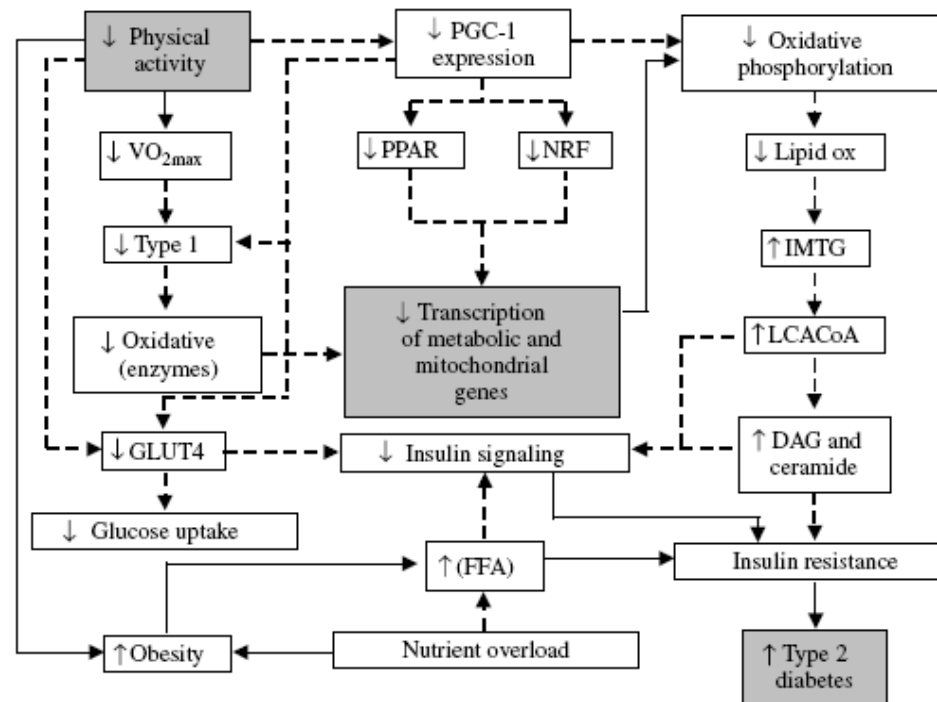 ↓ Physical
activity
↓ PGC-1
expression
↓ Oxidative
phosphorylation
↓ VO2max
↓ PPAR
↓ NRF
↓ Lipid ox
↓ Type 1
↑ IMTG
↓ Oxidative
(enzymes)
↓ Transcription
of metabolic and
mitochondrial
genes
↑ LCACoA
↓ GLUT4
↓ Insulin signaling
↑ DAG and
ceramide
↓ Glucose uptake
↑ (FFA)
Insulin resistance
↑ Obesity
Nutrient overload
↑ Type 2
diabetes